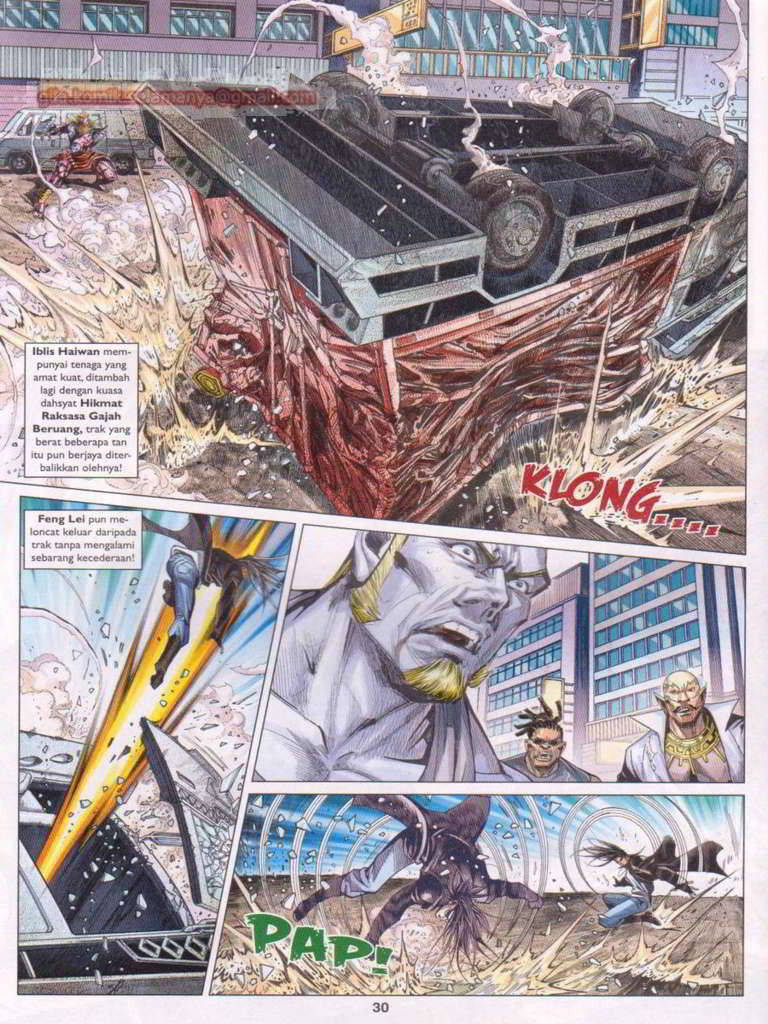 Iblis Haiwan mem-
punyai tenaga yang
amat kuat, ditambah
lagi dengan kuasa
dahsyat Hikmat
Raksasa Gajah
Beruang, trak yang
berat beberapa tan
itu pun berjaya diter-
balikkan olehnya!
KLONG....
Feng Lei pun me-
loncat keluar daripada
trak tanpa mengalami
sebarang kecederaan!
PAP!
30